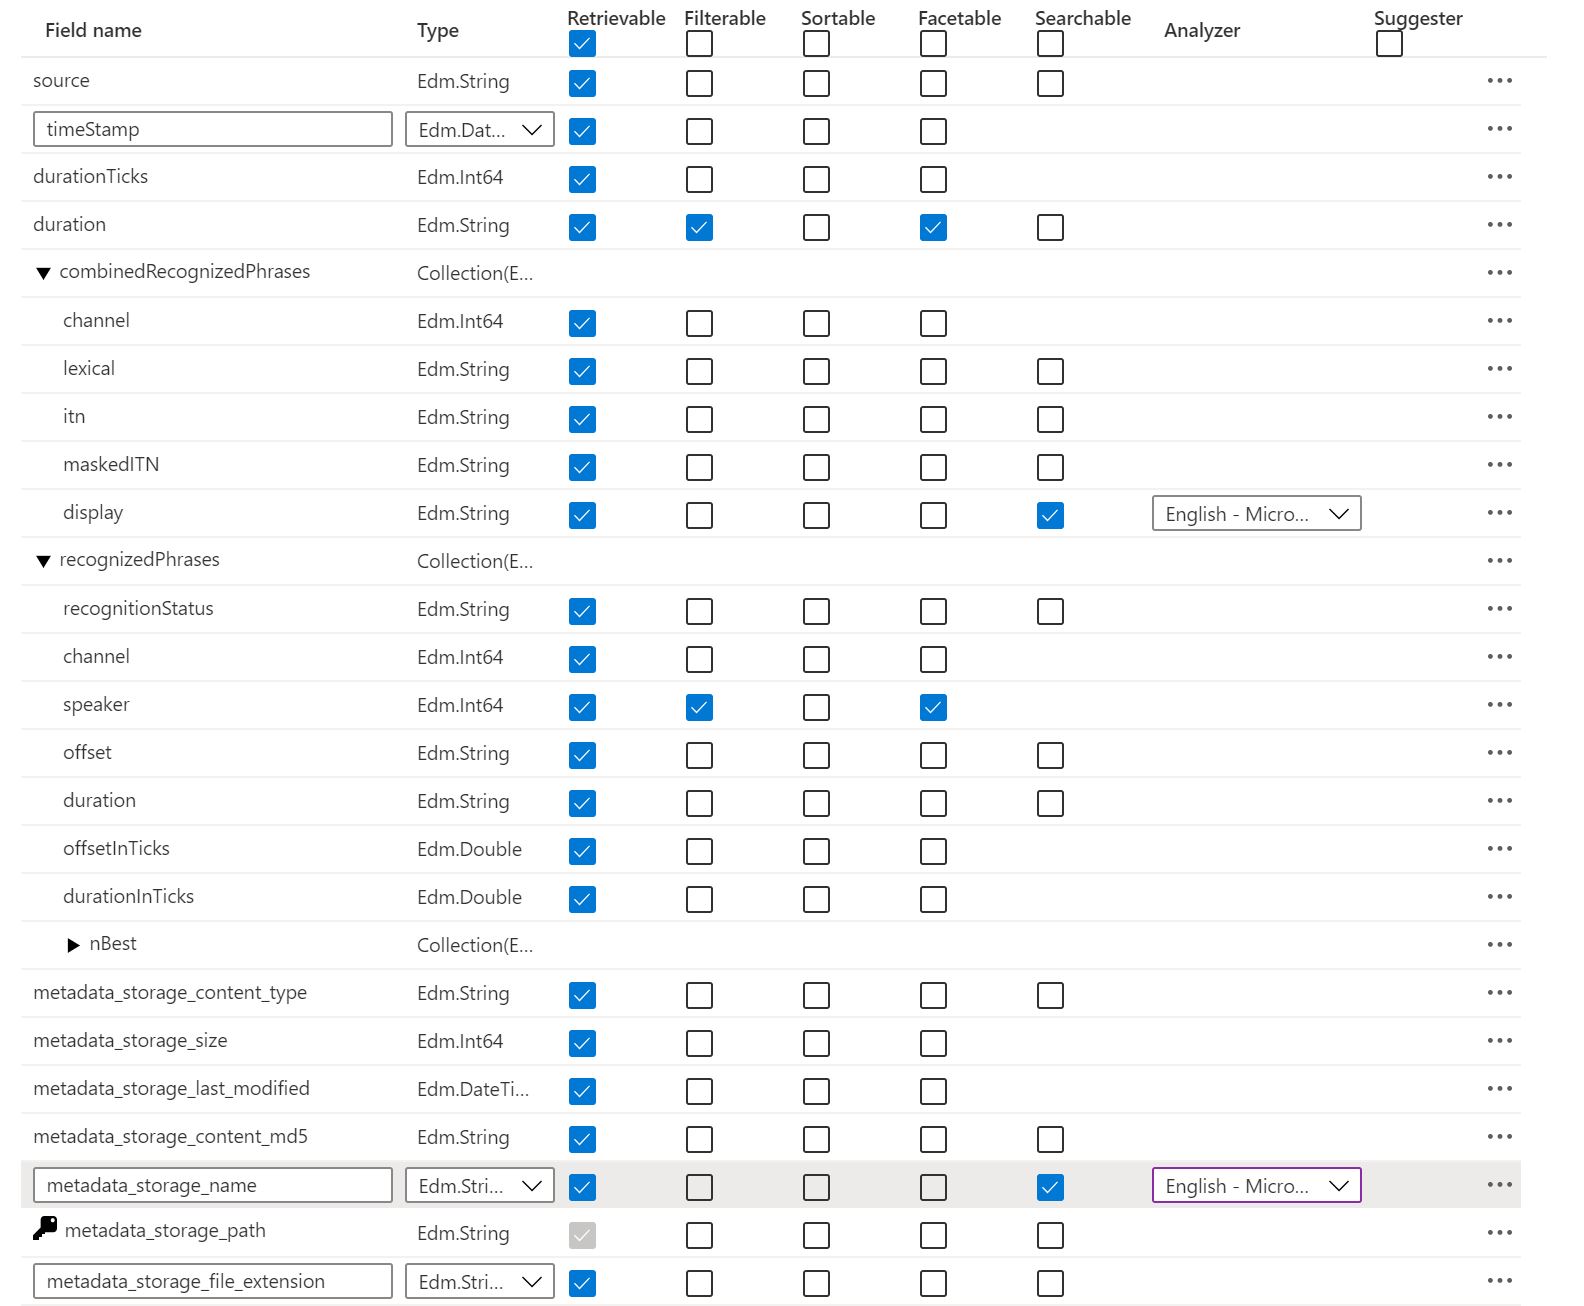 Field name Type Retrievable Filterable Sortable Facetable Searchable Analyzer Suggester
source Edm.String
timeStamp Edm.Dat...
durationTicks Edm.Int64
duration Edm.String
combinedRecognizedPhrases Collection(E...
channel Edm.Int64
lexical Edm.String
itn Edm.String
maskedITN Edm.String
display Edm.String English - Micro...
recognizedPhrases Collection(E...
recognitionStatus Edm.String
channel Edm.Int64
speaker Edm.Int64
offset Edm.String
duration Edm.String
offsetInTicks Edm.Double
durationInTicks Edm.Double
nBest Collection(E...
metadata_storage_content_type Edm.String
metadata_storage_size Edm.Int64
metadata_storage_last_modified Edm.DateTi...
metadata_storage_content_md5 Edm.String
metadata_storage_name Edm.Stri... English - Micro...
metadata_storage_path Edm.String
metadata_storage_file_extension Edm.Stri...